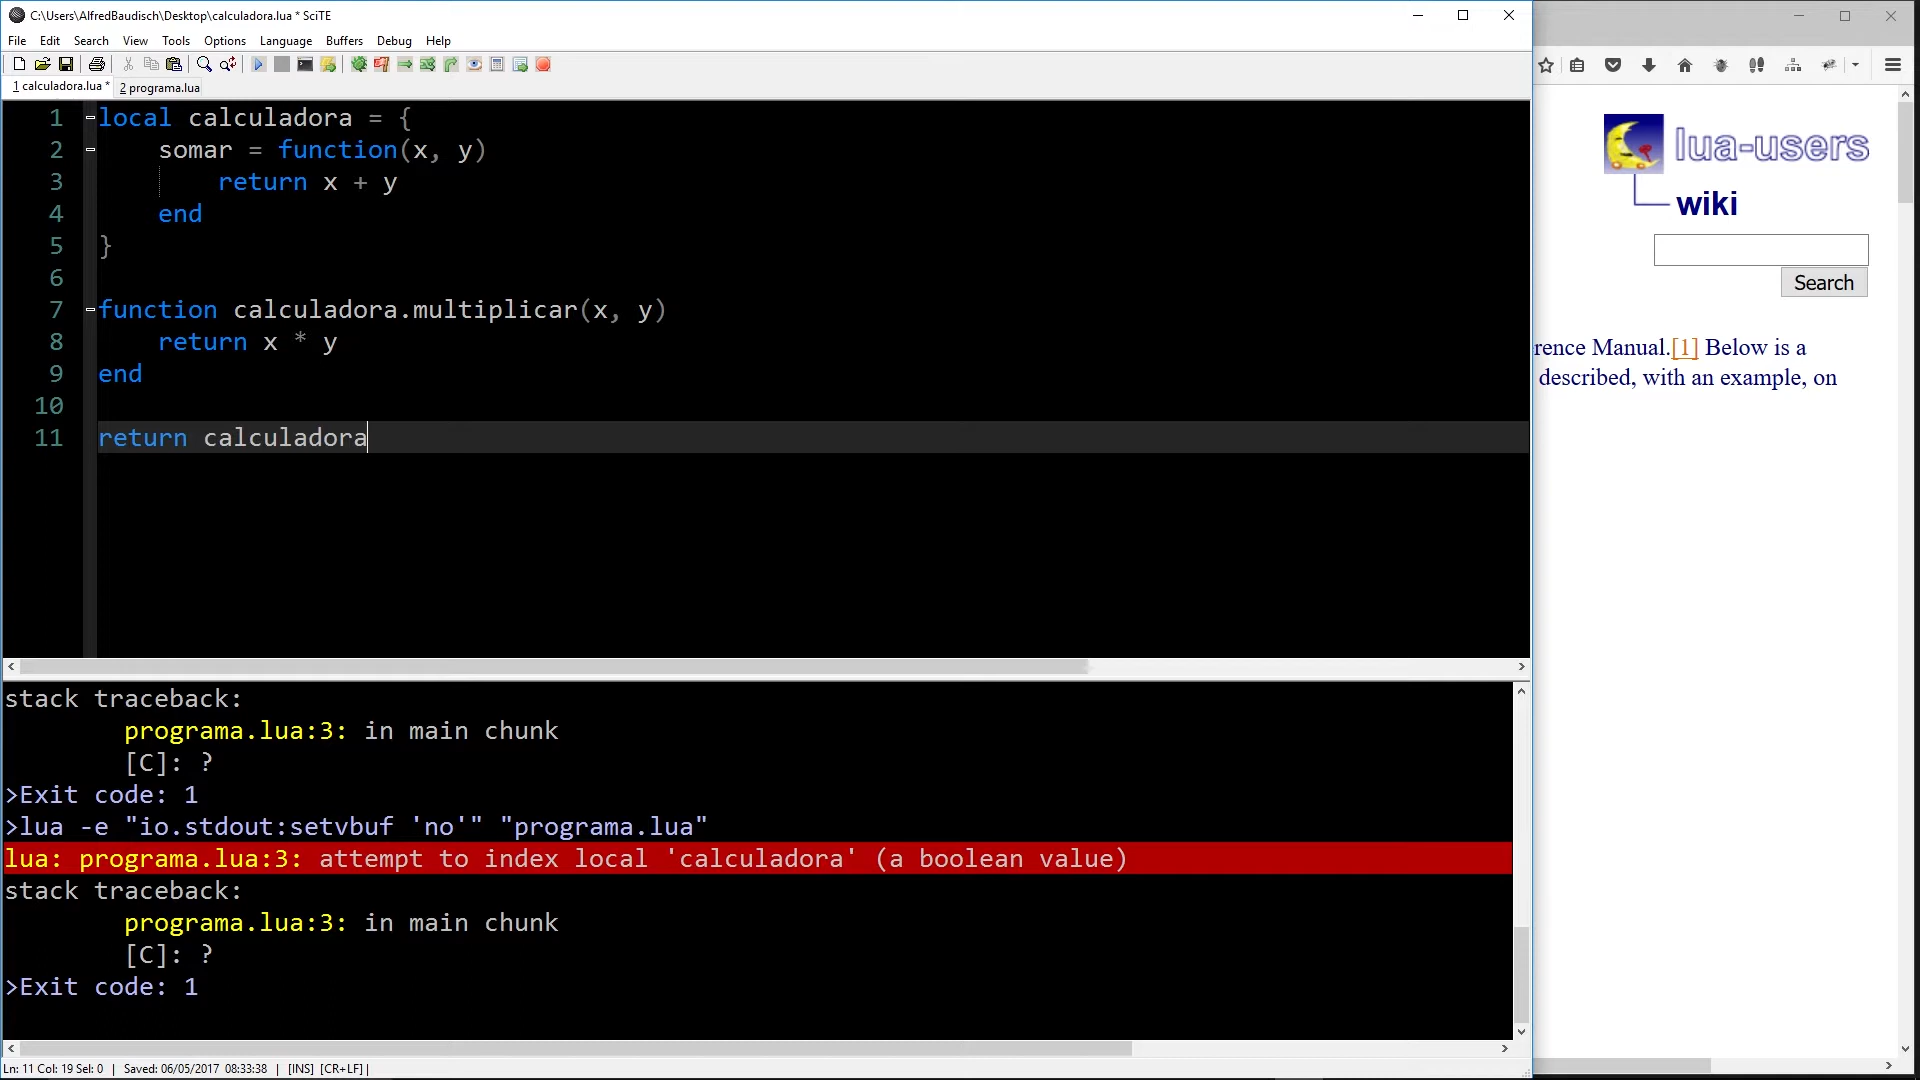 C:\Users\AlfredBaudisch\Desktop\calculadora.lua * SciTE
File Edit Search View Tools Options Language Buffers Debug Help
1 calculadora.lua * 2 programa.lua
1 local calculadora = {
2 somar = function(x, y)
3 return x + y
4 end
5 }
6
7 function calculadora.multiplicar(x, y)
8 return x * y
9 end
10
11 return calculadora
stack traceback:
programa.lua:3: in main chunk
[C]: ?
>Exit code: 1
>lua -e "io.stdout:setvbuf 'no'" "programa.lua"
lua: programa.lua:3: attempt to index local 'calculadora' (a boolean value)
stack traceback:
programa.lua:3: in main chunk
[C]: ?
>Exit code: 1
Ln: 11 Col: 19 Sel: 0 | Saved: 06/05/2017 08:33:38 | [INS] [CR+LF] |
lua-users
wiki
Search
rence Manual.[1] Below is a
described, with an example, on